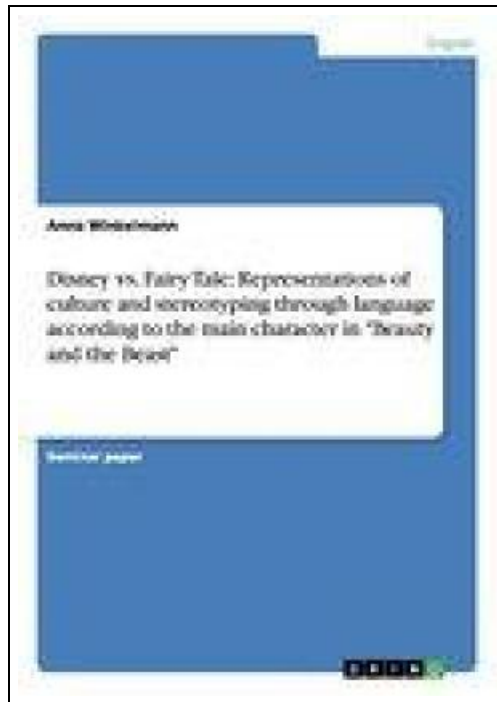 Anna Winkelmann
Disney vs. Fairy Tale: Representations of
culture and stereotyping through language
according to the main character in "Beauty
and the Beast"
Seminar paper